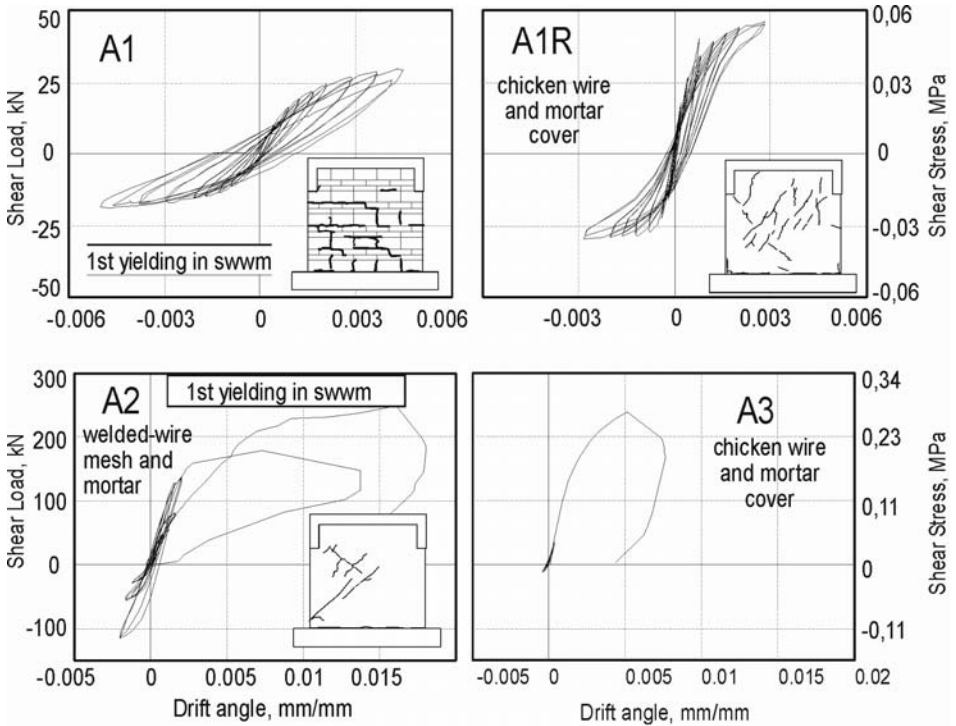 A1
50
25
0
-25
-50
Shear Load, kN
1st yielding in swwm
-0.006
-0.003
0
0.003
0.006
A1R
chicken wire
and mortar
cover
0,06
0,03
0
-0,03
-0,06
Shear Stress, MPa
-0.003
0
0.003
0.006
A2
welded-wire
mesh and
mortar
1st yielding in swwm
300
200
100
0
-100
Shear Load, kN
-0.005
0
0.005
0.01
0.015
Drift angle, mm/mm
A3
chicken wire
and mortar
cover
0,34
0,23
0,11
0
-0,11
Shear Stress, MPa
-0.005
0
0.005
0.01
0.015
0.02
Drift angle, mm/mm